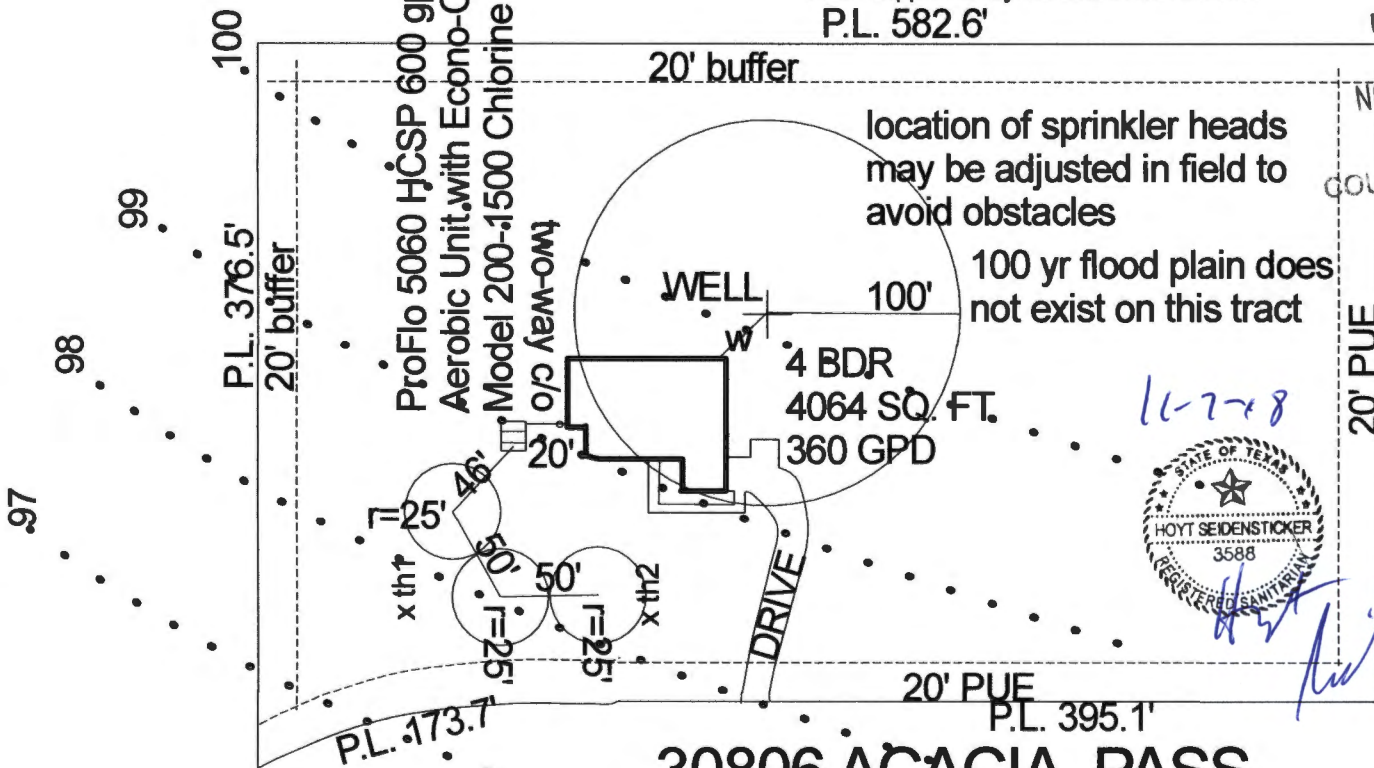 P.L. 582.6'
20' buffer
100
99
98
97
P.L. 376.5'
20' buffer
ProFlo 5060 HCSP 600
Aerobic Unit with
Model 200-1500 Chlorine
two-way c/o
location of sprinkler heads
may be adjusted in field to
avoid obstacles
100 yr flood plain does
not exist on this tract
WELL
100'
W
4 BDR
4064 SQ. FT.
360 GPD
20'
46'
r=25'
50'
50'
r=25'
r=25'
x th1
x th2
DRIVE
20' PUE
STATE OF TEXAS
HOYT SEIDENSTICKER
3588
REGISTERED SANITARIAN
20' PUE
P.L. 395.1'
P.L. 173.7'
30806 ACACIA PASS